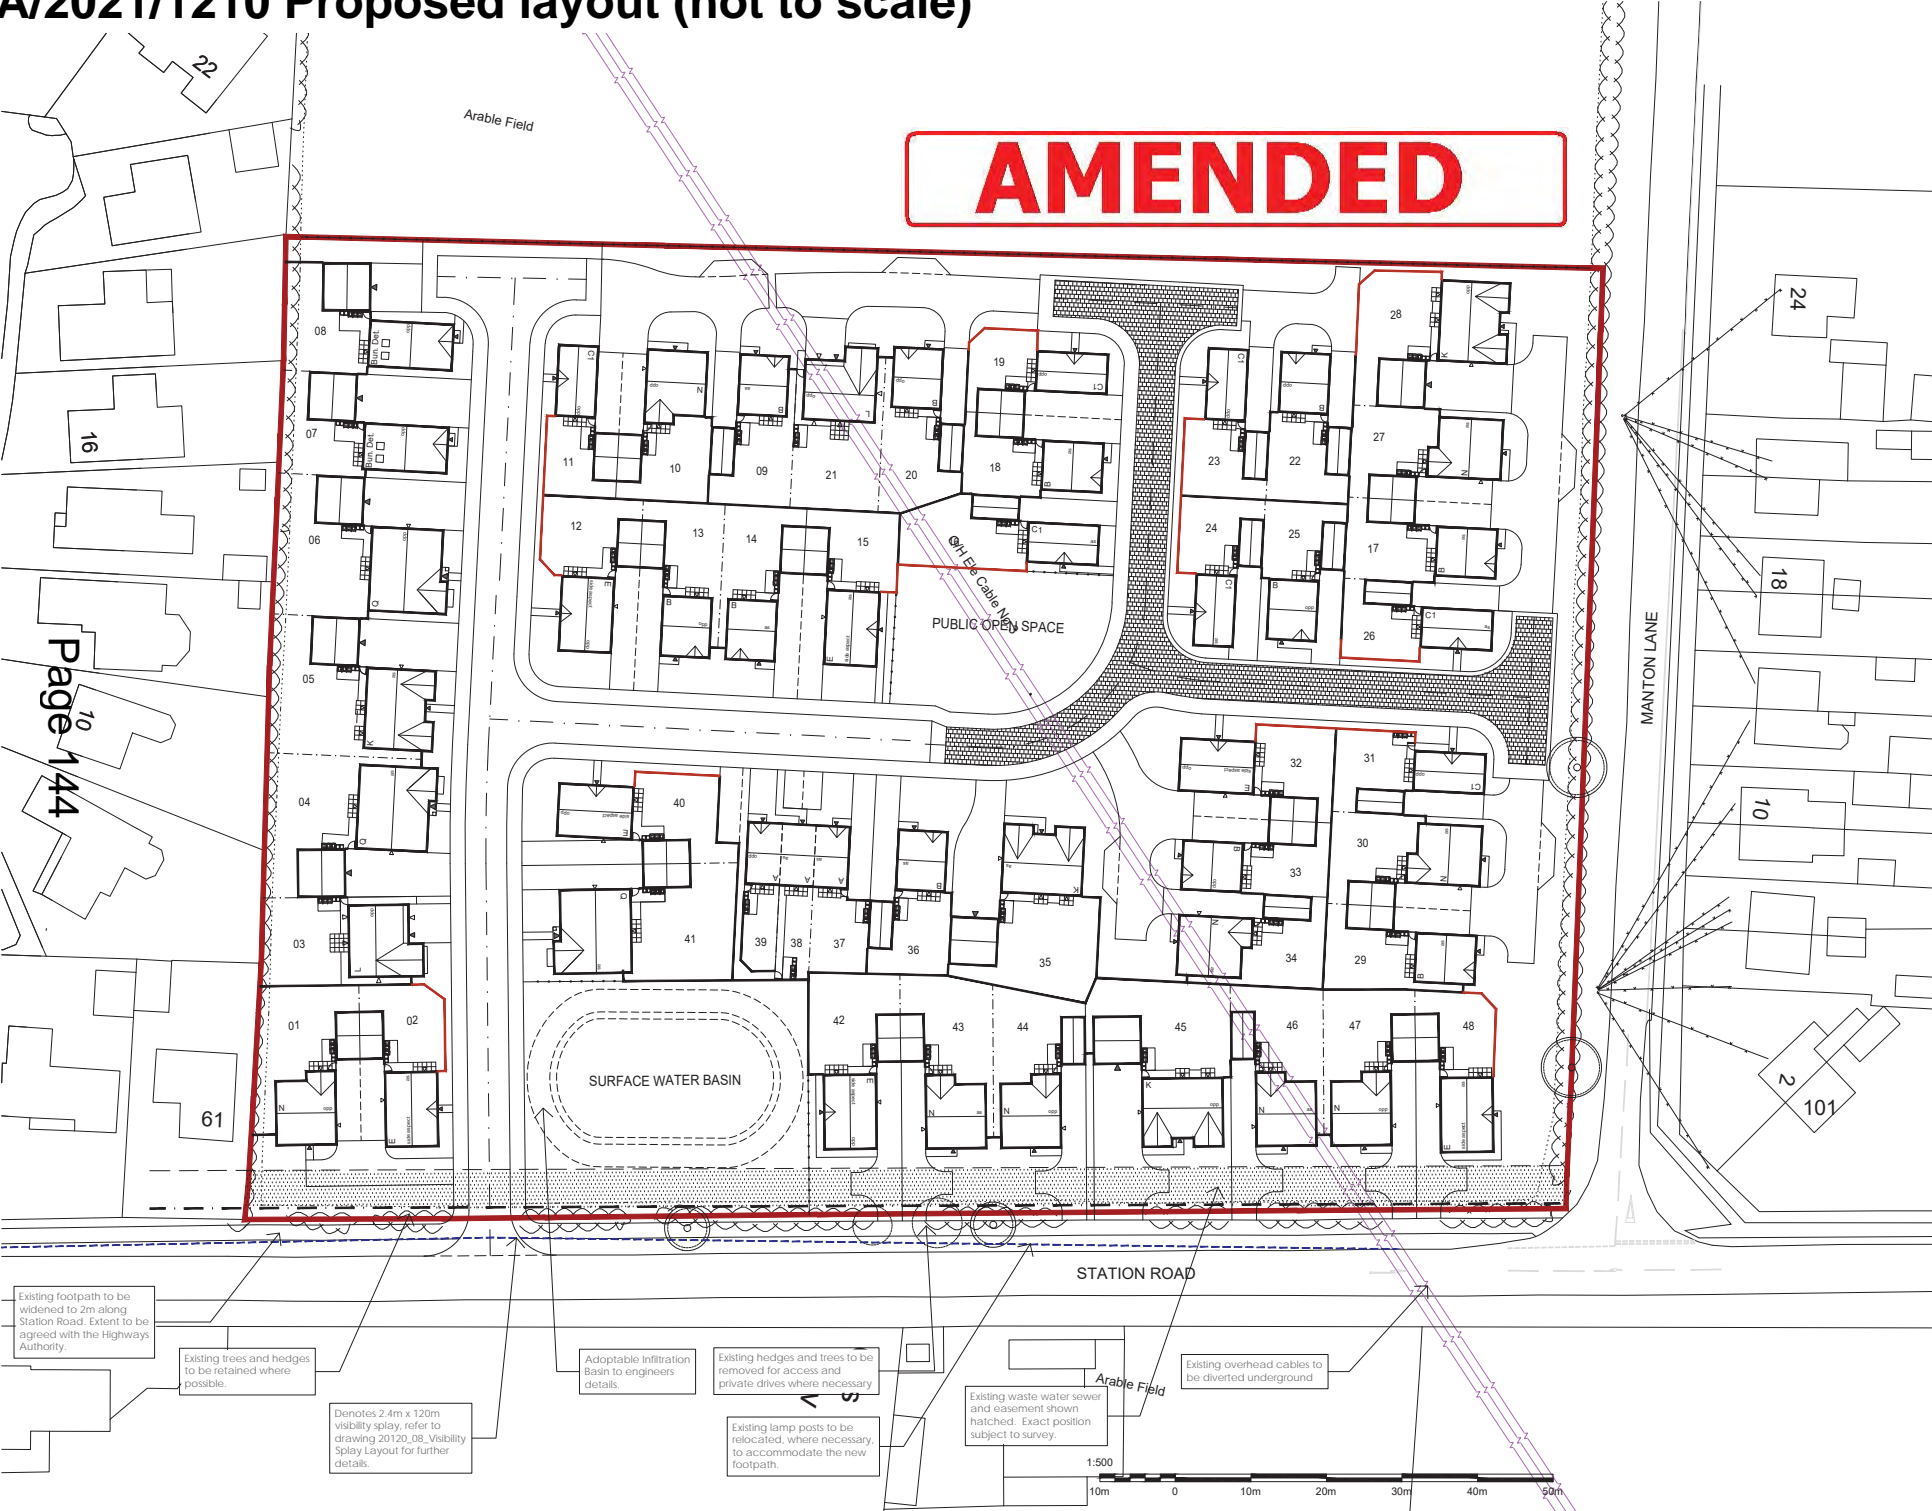 A/2021/1210 Proposed layout (not to scale)
AMENDED
Arable Field
22
16
10
61
Page 144
24
18
10
2
101
MANTON LANE
STATION ROAD
PUBLIC OPEN SPACE
O/H Ele Cable No
SURFACE WATER BASIN
08
Bun. Det.
07
Bun. Det.
06
05
04
03
01
02
11
10
09
21
20
19
18
12
13
14
15
23
22
24
25
28
27
17
26
40
41
39
38
37
36
35
32
31
30
33
34
29
42
43
44
45
46
47
48
Existing footpath to be
widened to 2m along
Station Road. Extent to be
agreed with the Highways
Authority.
Existing trees and hedges
to be retained where
possible.
Denotes 2.4m x 120m
visibility splay, refer to
drawing 20120_08_Visibility
Splay Layout for further
details.
Adoptable Infiltration
Basin to engineers
details.
Existing hedges and trees to be
removed for access and
private drives where necessary
Existing lamp posts to be
relocated, where necessary,
to accommodate the new
footpath.
Existing waste water sewer
and easement shown
hatched. Exact position
subject to survey.
Arable Field
Existing overhead cables to
be diverted underground
1:500
10m 0 10m 20m 30m 40m 50m